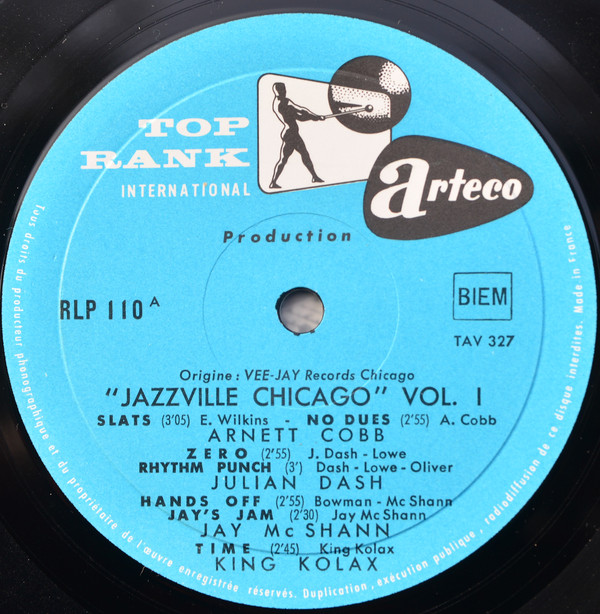 TOP
RANK
INTERNATIONAL
arteco
Production
RLP 110 A
BIEM
TAV 327
Origine : VEE-JAY Records Chicago
"JAZZVILLE CHICAGO" VOL. 1
SLATS (3'05) E. Wilkins - NO DUES (2'55) A. Cobb
ARNETT COBB
ZERO (2'55) J. Dash - Lowe
RHYTHM PUNCH (3') Dash - Lowe - Oliver
JULIAN DASH
HANDS OFF (2'55) Bowman - Mc Shann
JAY'S JAM (2'30) Jay Mc Shann
JAY Mc SHANN
TIME (2'45) King Kolax
KING KOLAX
Tous droits du producteur phonographique et du propriétaire de l'œuvre enregistrée réservés. Duplication, exécution publique, radiodiffusion de ce disque interdites. Made in France